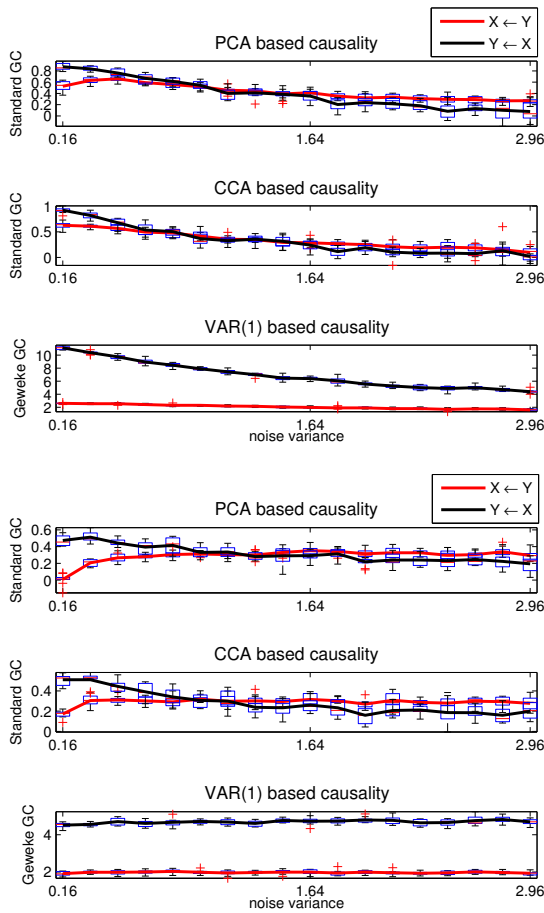 X ← Y
Y ← X
PCA based causality
Standard GC
0.8
0.6
0.4
0.2
0
0.16
1.64
2.96
CCA based causality
Standard GC
1
0.5
0
0.16
1.64
2.96
VAR(1) based causality
Geweke GC
10
8
6
4
2
0.16
1.64
2.96
noise variance
X ← Y
Y ← X
PCA based causality
Standard GC
0.6
0.4
0.2
0
0.16
1.64
2.96
CCA based causality
Standard GC
0.4
0.2
0
0.16
1.64
2.96
VAR(1) based causality
Geweke GC
4
2
0.16
1.64
2.96
noise variance